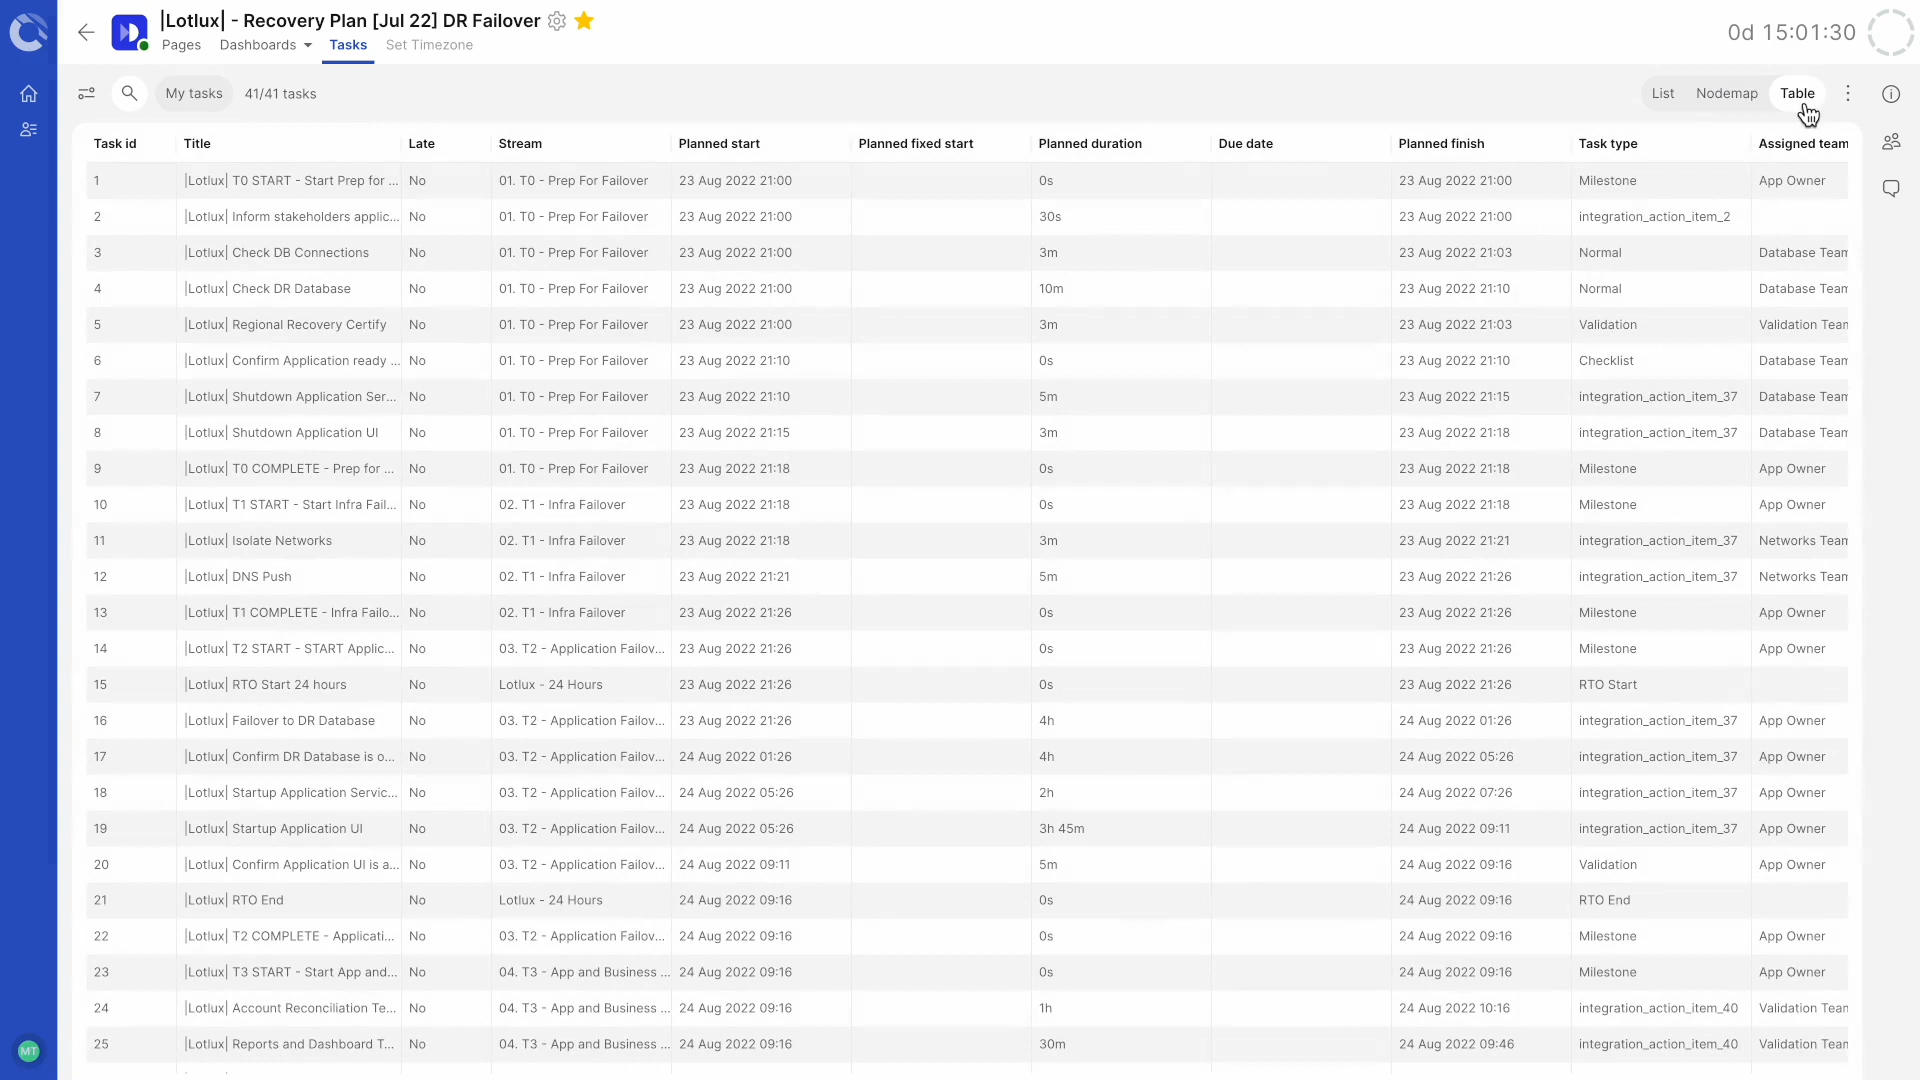 |Lotlux| - Recovery Plan [Jul 22] DR Failover
0d 15:01:30
Pages Dashboards Tasks Set Timezone
My tasks 41/41 tasks List Nodemap Table
Task id Title Late Stream Planned start Planned fixed start Planned duration Due date Planned finish Task type Assigned team
1 |Lotlux| T0 START - Start Prep for ... No 01. T0 - Prep For Failover 23 Aug 2022 21:00 0s 23 Aug 2022 21:00 Milestone App Owner
2 |Lotlux| Inform stakeholders applic... No 01. T0 - Prep For Failover 23 Aug 2022 21:00 30s 23 Aug 2022 21:00 integration_action_item_2
3 |Lotlux| Check DB Connections No 01. T0 - Prep For Failover 23 Aug 2022 21:00 3m 23 Aug 2022 21:03 Normal Database Team
4 |Lotlux| Check DR Database No 01. T0 - Prep For Failover 23 Aug 2022 21:00 10m 23 Aug 2022 21:10 Normal Database Team
5 |Lotlux| Regional Recovery Certify No 01. T0 - Prep For Failover 23 Aug 2022 21:00 3m 23 Aug 2022 21:03 Validation Validation Team
6 |Lotlux| Confirm Application ready ... No 01. T0 - Prep For Failover 23 Aug 2022 21:10 0s 23 Aug 2022 21:10 Checklist Database Team
7 |Lotlux| Shutdown Application Ser... No 01. T0 - Prep For Failover 23 Aug 2022 21:10 5m 23 Aug 2022 21:15 integration_action_item_37 Database Team
8 |Lotlux| Shutdown Application UI No 01. T0 - Prep For Failover 23 Aug 2022 21:15 3m 23 Aug 2022 21:18 integration_action_item_37 Database Team
9 |Lotlux| T0 COMPLETE - Prep for ... No 01. T0 - Prep For Failover 23 Aug 2022 21:18 0s 23 Aug 2022 21:18 Milestone App Owner
10 |Lotlux| T1 START - Start Infra Fail... No 02. T1 - Infra Failover 23 Aug 2022 21:18 0s 23 Aug 2022 21:18 Milestone App Owner
11 |Lotlux| Isolate Networks No 02. T1 - Infra Failover 23 Aug 2022 21:18 3m 23 Aug 2022 21:21 integration_action_item_37 Networks Team
12 |Lotlux| DNS Push No 02. T1 - Infra Failover 23 Aug 2022 21:21 5m 23 Aug 2022 21:26 integration_action_item_37 Networks Team
13 |Lotlux| T1 COMPLETE - Infra Failo... No 02. T1 - Infra Failover 23 Aug 2022 21:26 0s 23 Aug 2022 21:26 Milestone App Owner
14 |Lotlux| T2 START - START Applic... No 03. T2 - Application Failov... 23 Aug 2022 21:26 0s 23 Aug 2022 21:26 Milestone App Owner
15 |Lotlux| RTO Start 24 hours No Lotlux - 24 Hours 23 Aug 2022 21:26 0s 23 Aug 2022 21:26 RTO Start
16 |Lotlux| Failover to DR Database No 03. T2 - Application Failov... 23 Aug 2022 21:26 4h 24 Aug 2022 01:26 integration_action_item_37 App Owner
17 |Lotlux| Confirm DR Database is o... No 03. T2 - Application Failov... 24 Aug 2022 01:26 4h 24 Aug 2022 05:26 integration_action_item_37 App Owner
18 |Lotlux| Startup Application Servic... No 03. T2 - Application Failov... 24 Aug 2022 05:26 2h 24 Aug 2022 07:26 integration_action_item_37 App Owner
19 |Lotlux| Startup Application UI No 03. T2 - Application Failov... 24 Aug 2022 05:26 3h 45m 24 Aug 2022 09:11 integration_action_item_37 App Owner
20 |Lotlux| Confirm Application UI is a... No 03. T2 - Application Failov... 24 Aug 2022 09:11 5m 24 Aug 2022 09:16 Validation App Owner
21 |Lotlux| RTO End No Lotlux - 24 Hours 24 Aug 2022 09:16 0s 24 Aug 2022 09:16 RTO End
22 |Lotlux| T2 COMPLETE - Applicati... No 03. T2 - Application Failov... 24 Aug 2022 09:16 0s 24 Aug 2022 09:16 Milestone App Owner
23 |Lotlux| T3 START - Start App and... No 04. T3 - App and Business ... 24 Aug 2022 09:16 0s 24 Aug 2022 09:16 Milestone App Owner
24 |Lotlux| Account Reconciliation Te... No 04. T3 - App and Business ... 24 Aug 2022 09:16 1h 24 Aug 2022 10:16 integration_action_item_40 Validation Team
25 |Lotlux| Reports and Dashboard T... No 04. T3 - App and Business ... 24 Aug 2022 09:16 30m 24 Aug 2022 09:46 integration_action_item_40 Validation Team
MT